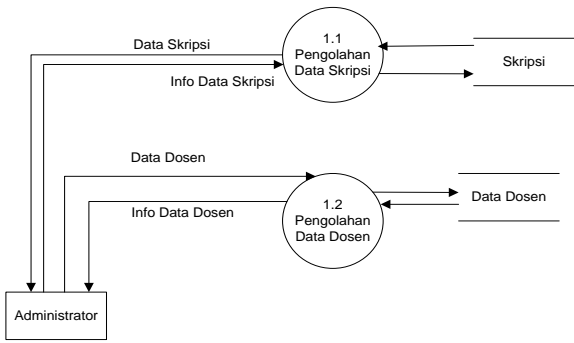 Data Skripsi
Info Data Skripsi
1.1
Pengolahan
Data Skripsi
Skripsi
Data Dosen
Info Data Dosen
1.2
Pengolahan
Data Dosen
Data Dosen
Administrator